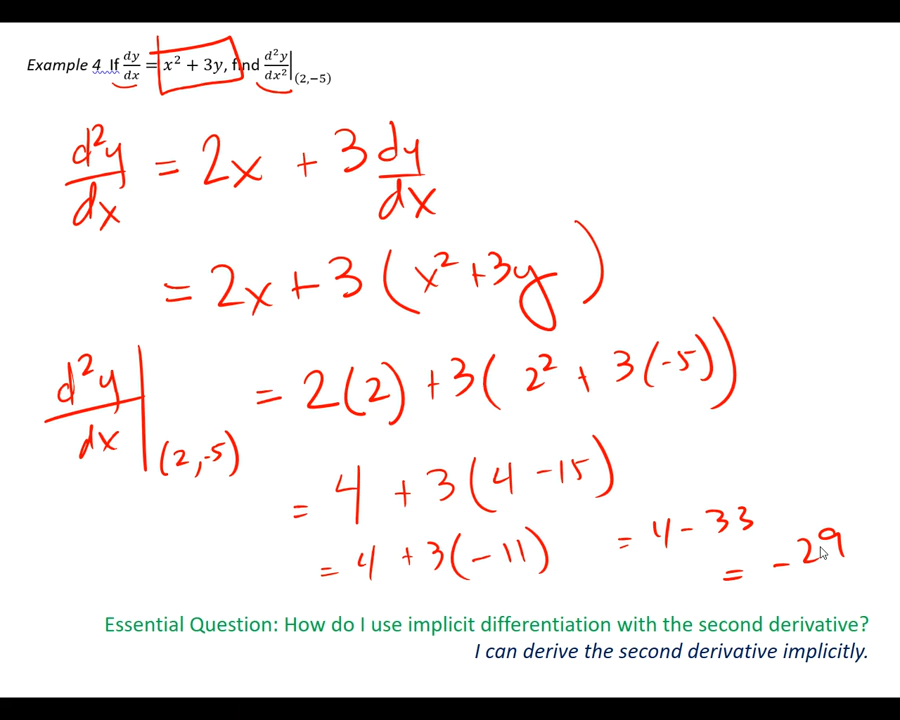 Example 4 If dy/dx = x² + 3y, find d²y/dx²|(2,−5)
d²y/dx = 2x + 3 dy/dx
= 2x + 3 ( x² + 3y )
d²y/dx|(2,-5) = 2(2) + 3( 2² + 3(-5))
= 4 + 3(4 - 15)
= 4 + 3(-11) = 4 - 33
= -29
Essential Question: How do I use implicit differentiation with the second derivative?
I can derive the second derivative implicitly.